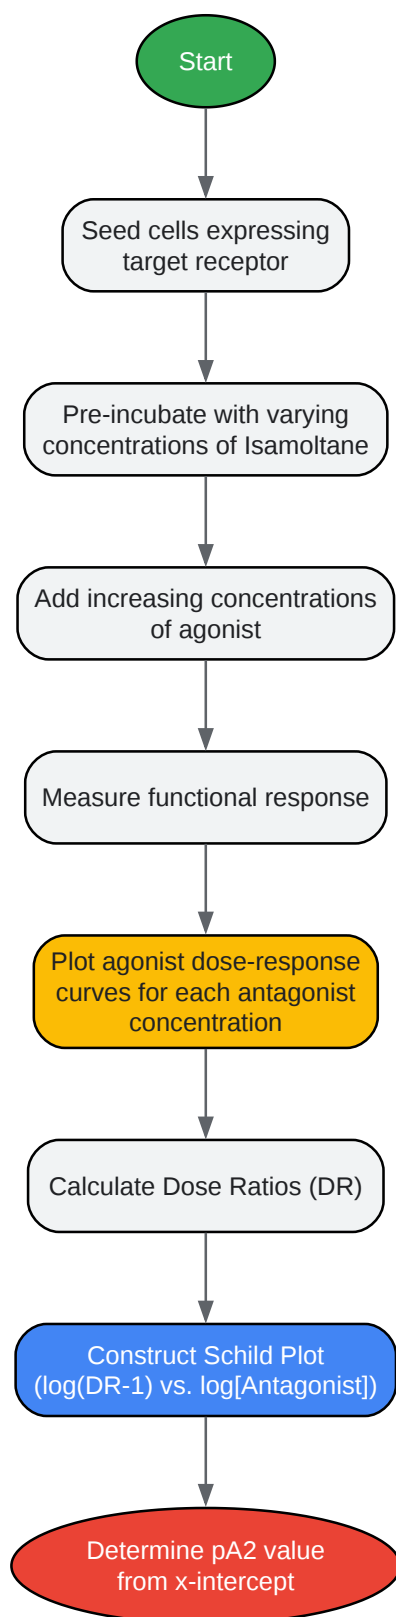 Start
Seed cells expressing
target receptor
Pre-incubate with varying
concentrations of Isamoltane
Add increasing concentrations
of agonist
Measure functional response
Plot agonist dose-response
curves for each antagonist
concentration
Calculate Dose Ratios (DR)
Construct Schild Plot
(log(DR-1) vs. log[Antagonist])
Determine pA2 value
from x-intercept